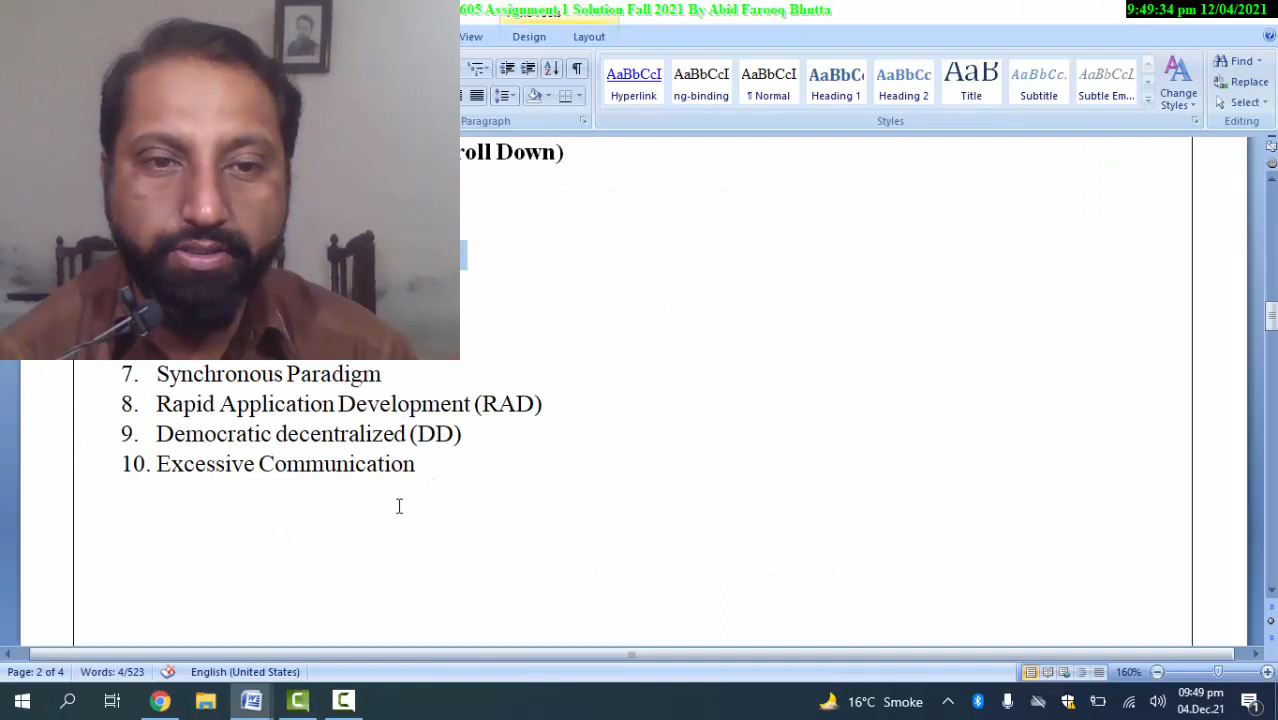 605 Assignment 1 Solution Fall 2021 By Abid Farooq Bhutta
9:49:34 pm 12/04/2021
View Design Layout
AaBbCcI AaBbCcI AaBbCcI AaBbCc AaBbCc AaB AaBbCc. AaBbCcL
Hyperlink ng-binding ¶ Normal Heading 1 Heading 2 Title Subtitle Subtle Em...
Change Styles
Find
Replace
Select
Paragraph Styles Editing
roll Down)
7. Synchronous Paradigm
8. Rapid Application Development (RAD)
9. Democratic decentralized (DD)
10. Excessive Communication
Page: 2 of 4 Words: 4/523 English (United States) 160%
16°C Smoke 09:49 pm
04.Dec.21